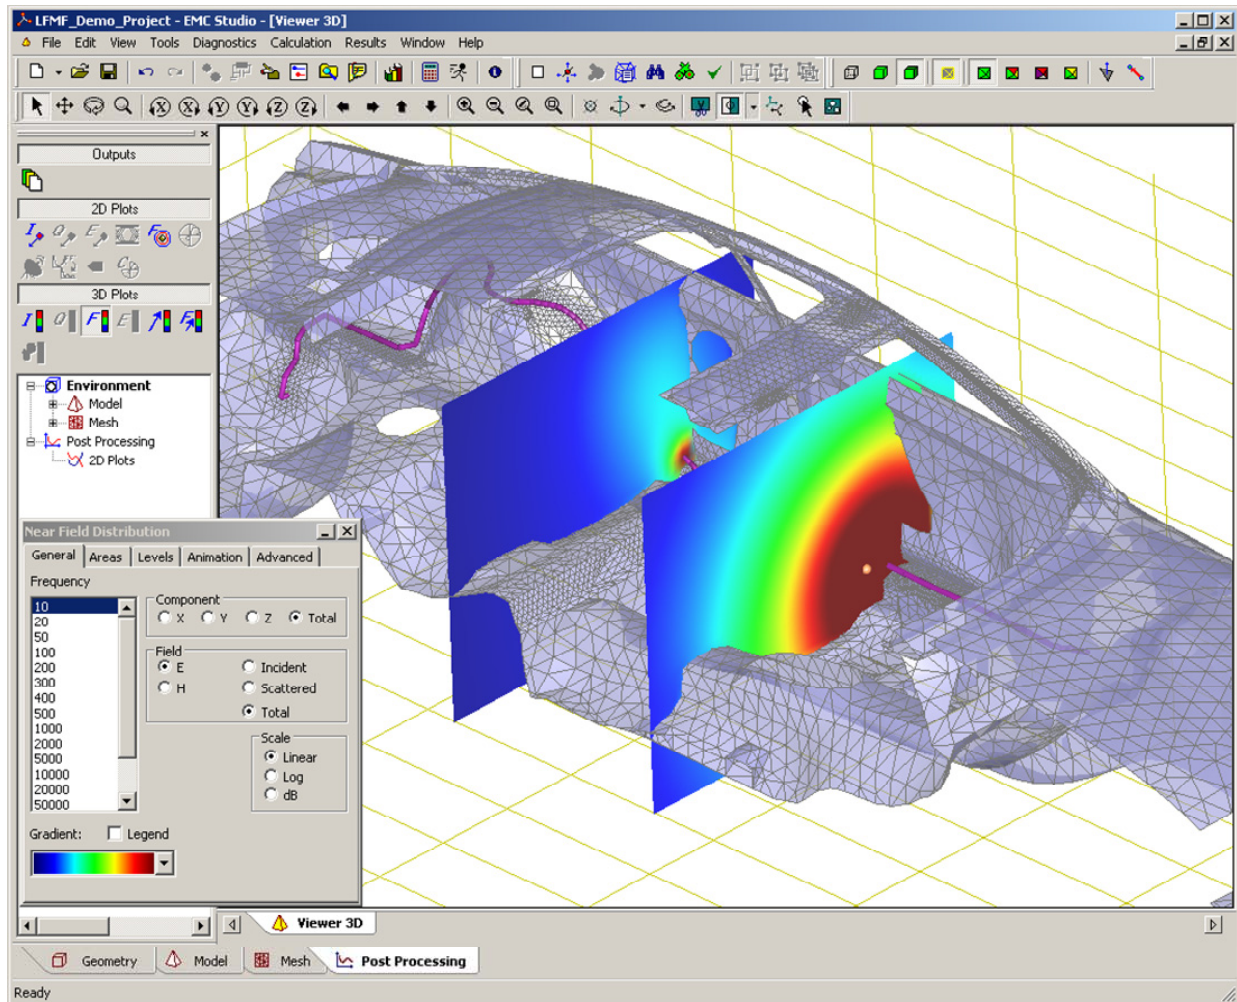 LFMF_Demo_Project - EMC Studio - [Viewer 3D]
File Edit View Tools Diagnostics Calculation Results Window Help
Outputs
2D Plots
3D Plots
Environment
Model
Mesh
Post Processing
2D Plots
Near Field Distribution
General Areas Levels Animation Advanced
Frequency
10
20
50
100
200
300
400
500
1000
2000
5000
10000
20000
50000
Component
X Y Z Total
Field
E Incident
H Scattered
Total
Scale
Linear
Log
dB
Gradient: Legend
Viewer 3D
Geometry Model Mesh Post Processing
Ready